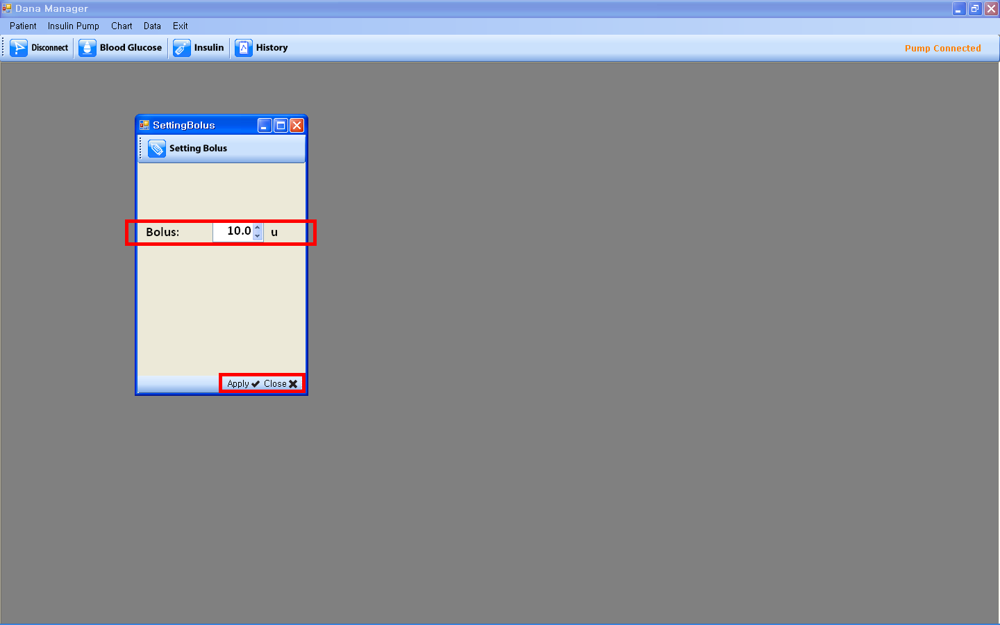 Dana Manager
Patient Insulin Pump Chart Data Exit
Disconnect Blood Glucose Insulin History Pump Connected
SettingBolus
Setting Bolus
Bolus: 10.0 u
Apply Close